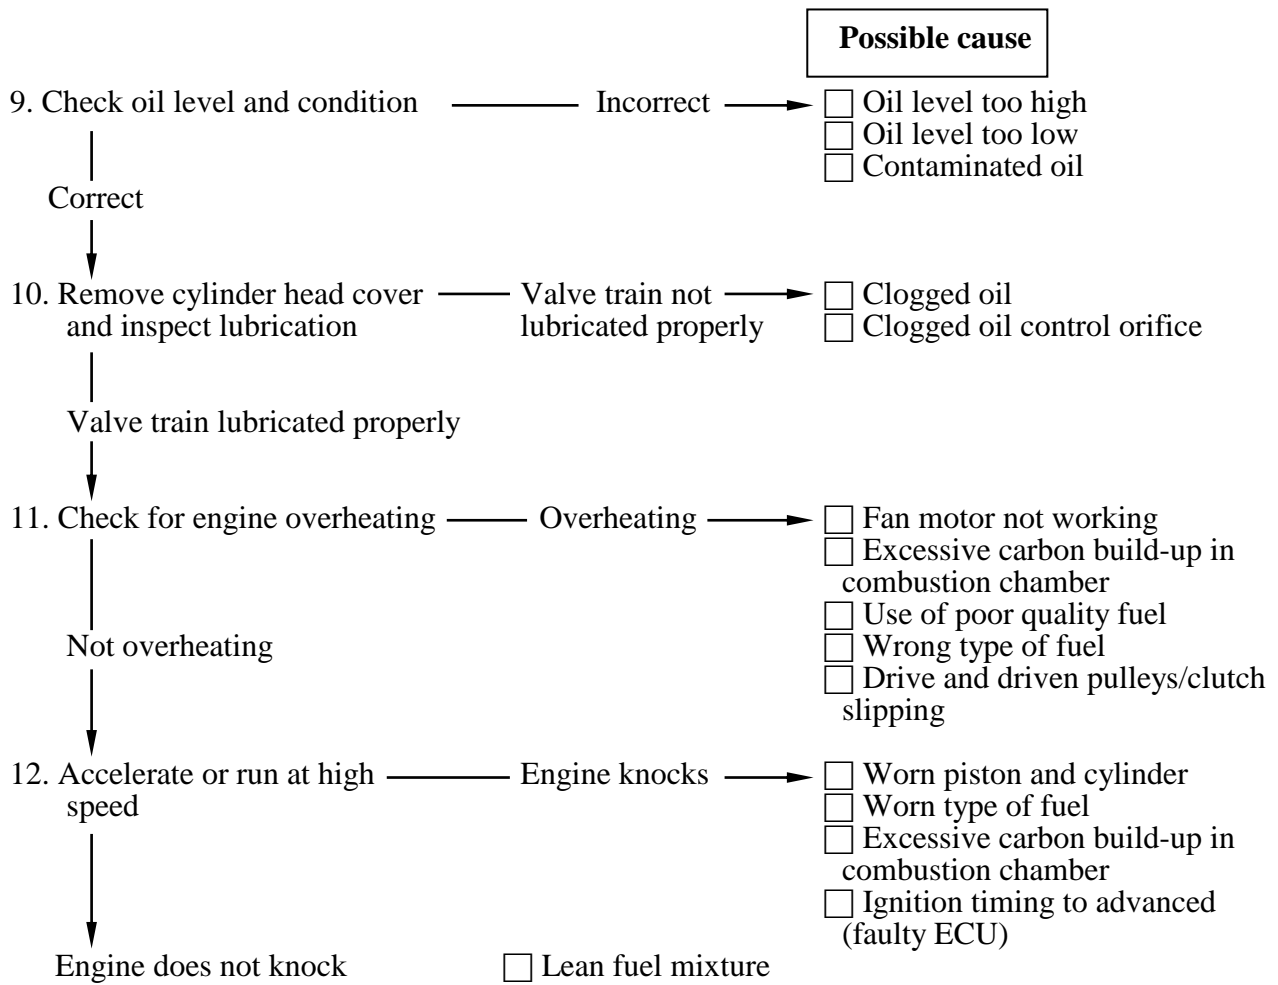 Possible cause
9. Check oil level and condition Incorrect □ Oil level too high
□ Oil level too low
□ Contaminated oil
Correct
10. Remove cylinder head cover Valve train not □ Clogged oil
and inspect lubrication lubricated properly □ Clogged oil control orifice
Valve train lubricated properly
11. Check for engine overheating Overheating □ Fan motor not working
□ Excessive carbon build-up in
combustion chamber
□ Use of poor quality fuel
Not overheating □ Wrong type of fuel
□ Drive and driven pulleys/clutch
slipping
12. Accelerate or run at high Engine knocks □ Worn piston and cylinder
speed □ Worn type of fuel
□ Excessive carbon build-up in
combustion chamber
□ Ignition timing to advanced
(faulty ECU)
Engine does not knock □ Lean fuel mixture